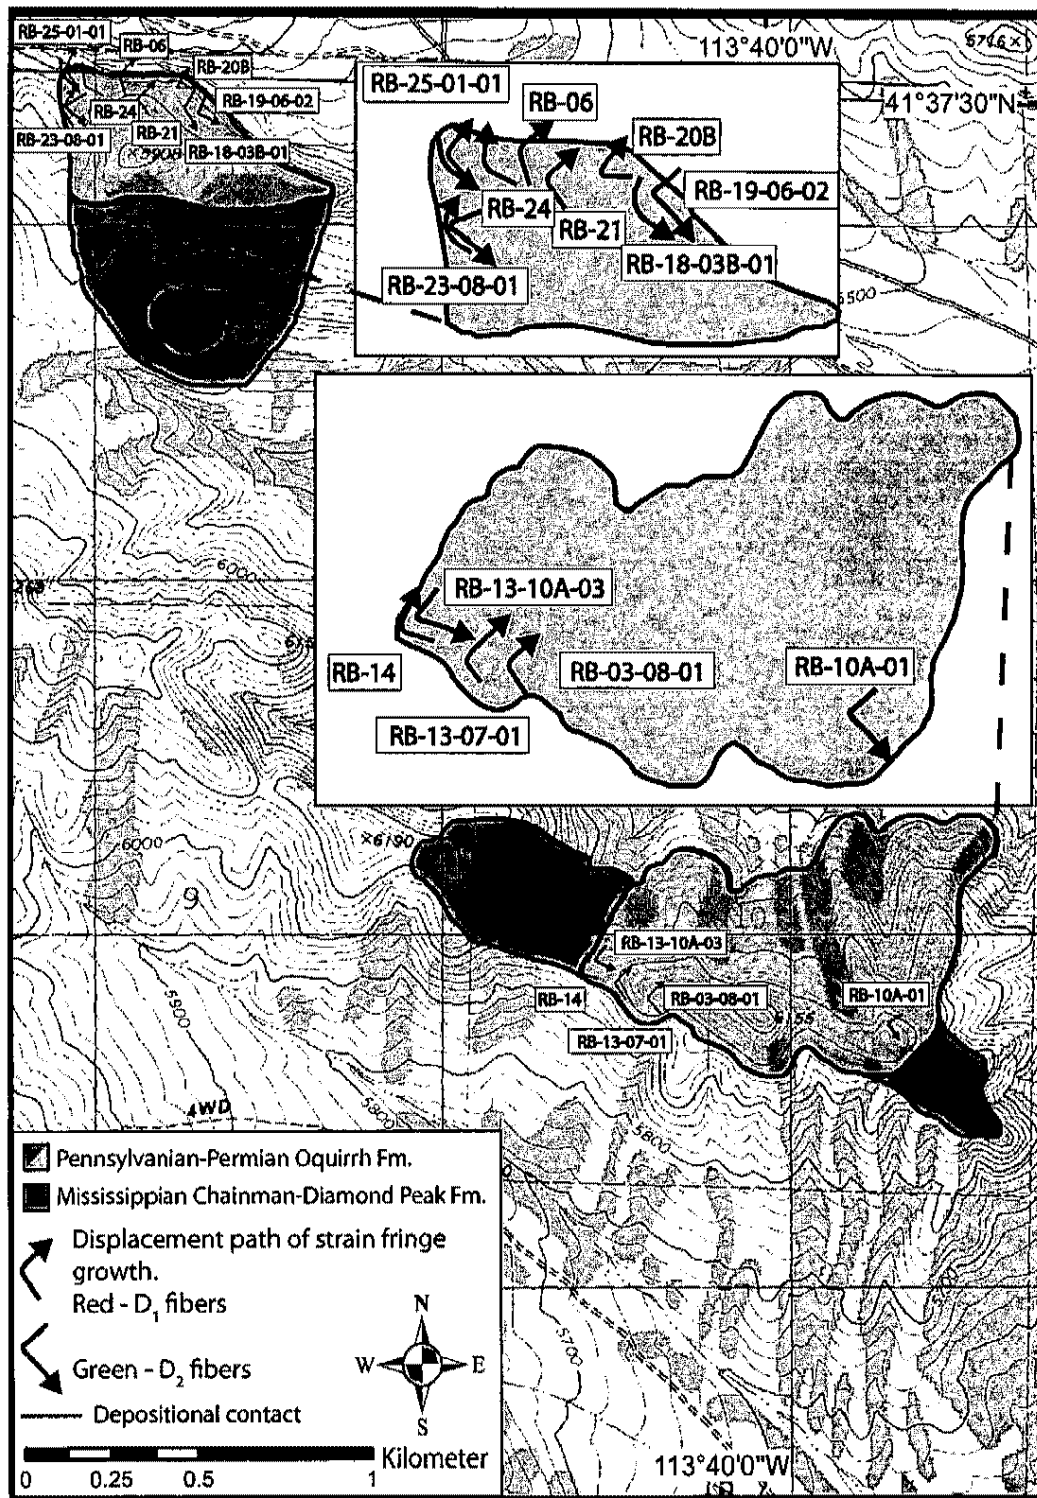 RB-25-01-01
RB-06
RB-20B
RB-19-06-02
RB-24
RB-21
RB-23-08-01
×5908
RB-18-03B-01
113°40'0"W
5776×
41°37'30"N
RB-25-01-01
RB-06
RB-20B
RB-19-06-02
RB-24
RB-21
RB-18-03B-01
RB-23-08-01
6500
6000
RB-13-10A-03
RB-14
RB-03-08-01
RB-10A-01
RB-13-07-01
6000
×6190
9
5900
RB-13-10A-03
RB-14
RB-03-08-01
RB-10A-01
RB-13-07-01
4WD
5800
5800
5700
Pennsylvanian-Permian Oquirrh Fm.
Mississippian Chainman-Diamond Peak Fm.
Displacement path of strain fringe
growth.
Red - D1 fibers
Green - D2 fibers
Depositional contact
N
W E
S
Kilometer
0 0.25 0.5 1
113°40'0"W